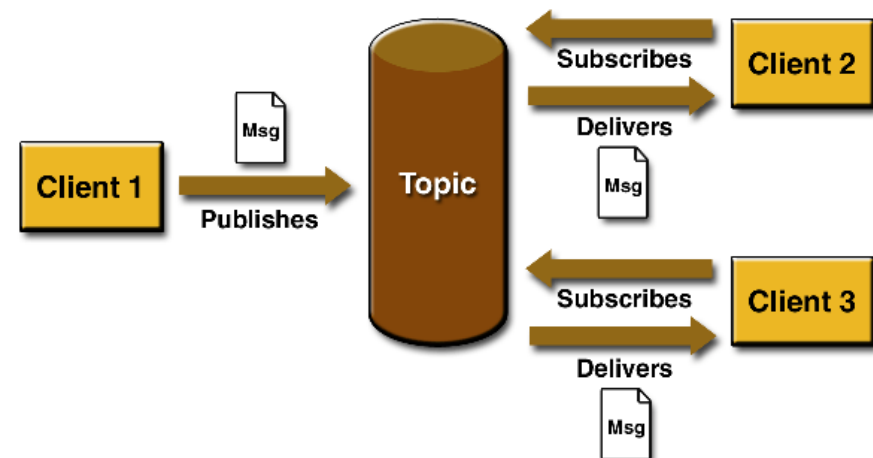 Subscribes
Client 2
Msg
Delivers
Client 1
Topic
Msg
Publishes
Subscribes
Client 3
Delivers
Msg